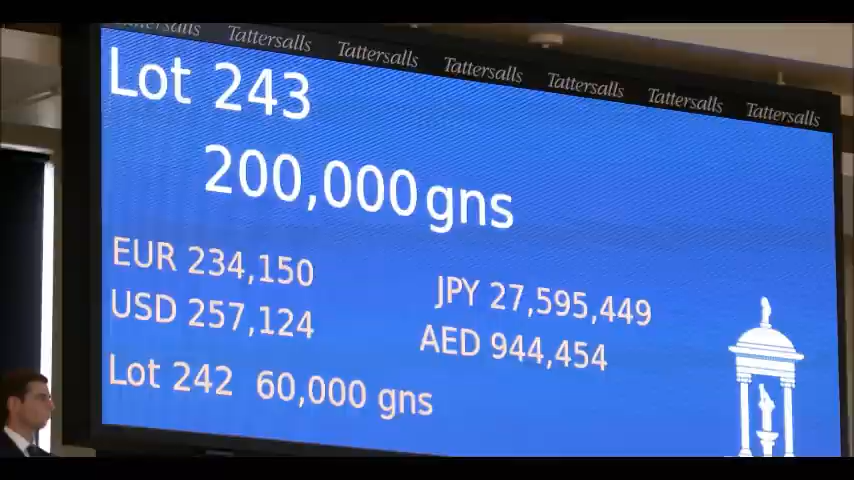 Tattersalls Tattersalls Tattersalls Tattersalls Tattersalls Tattersalls
Lot 243
200,000 gns
EUR 234,150
JPY 27,595,449
USD 257,124
AED 944,454
Lot 242 60,000 gns